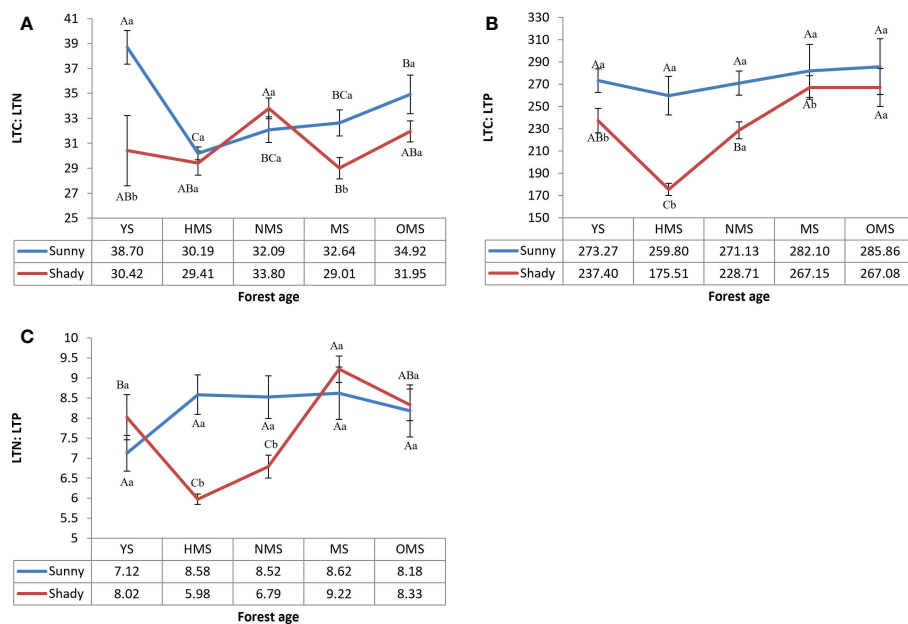 A
LTC: LTN
41
39
37
35
33
31
29
27
25
Aa
ABb
Ca
ABa
Aa
BCa
BCa
Bb
Ba
ABa
YS HMS NMS MS OMS
Sunny 38.70 30.19 32.09 32.64 34.92
Shady 30.42 29.41 33.80 29.01 31.95
Forest age
B
LTC: LTP
330
310
290
270
250
230
210
190
170
150
Aa
ABb
Aa
Cb
Aa
Ba
Aa
Ab
Aa
Aa
YS HMS NMS MS OMS
Sunny 273.27 259.80 271.13 282.10 285.86
Shady 237.40 175.51 228.71 267.15 267.08
Forest age
C
LTN: LTP
10
9.5
9
8.5
8
7.5
7
6.5
6
5.5
5
Ba
Aa
Aa
Cb
Aa
Cb
Aa
Aa
ABa
Aa
YS HMS NMS MS OMS
Sunny 7.12 8.58 8.52 8.62 8.18
Shady 8.02 5.98 6.79 9.22 8.33
Forest age